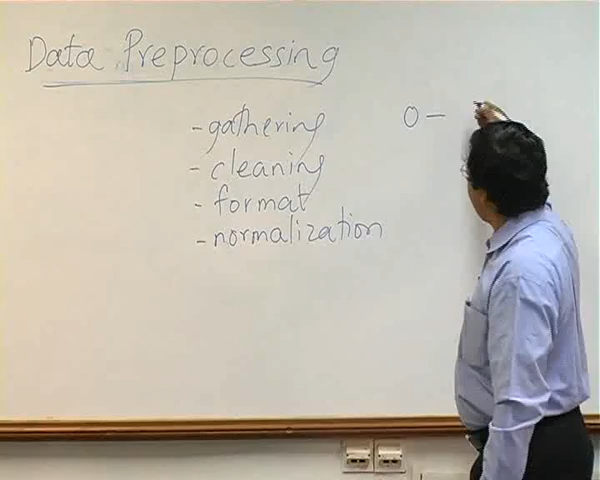 Data Preprocessing
- gathering 0 -
- cleaning
- format
- normalization